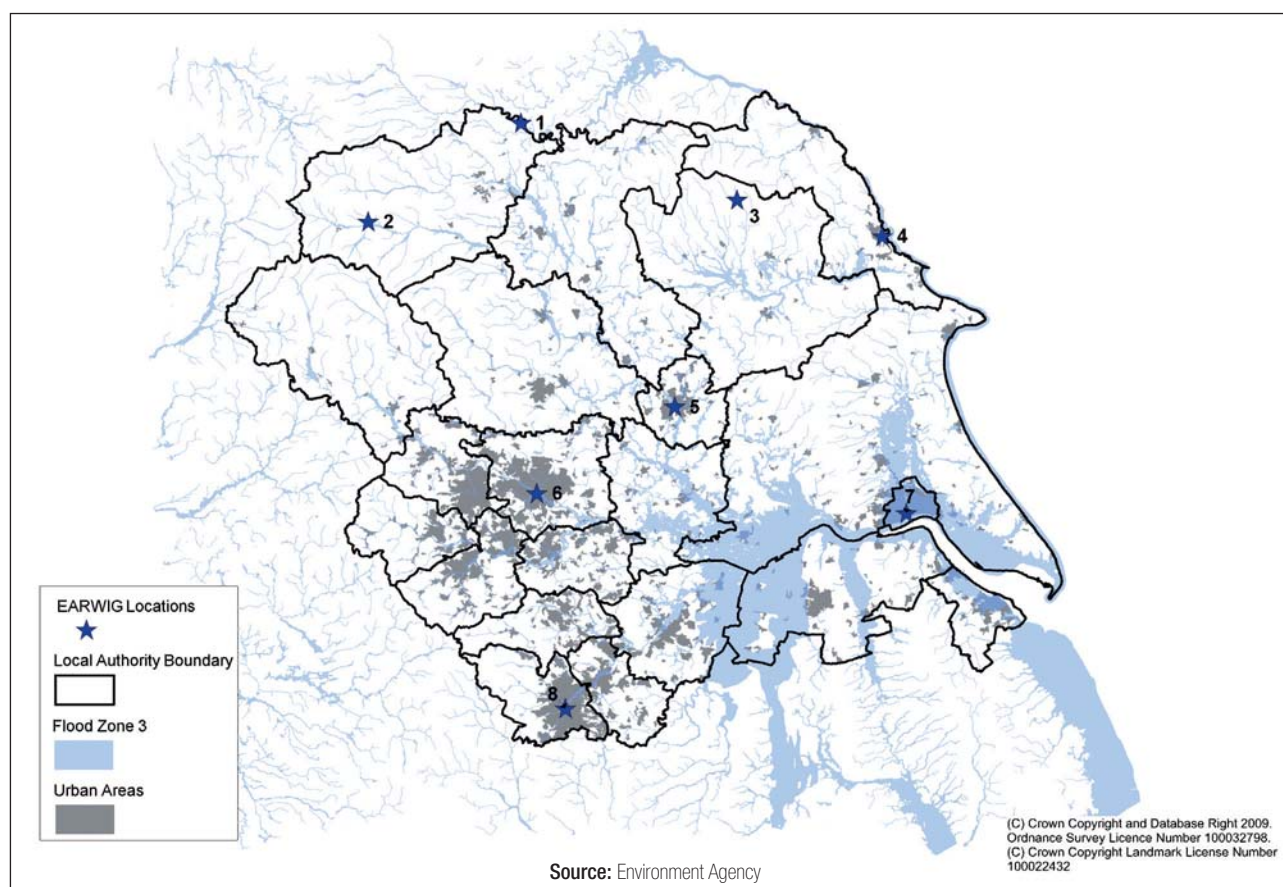 1
2
3
4
5
6
7
8
EARWIG Locations
Local Authority Boundary
Flood Zone 3
Urban Areas
(C) Crown Copyright and Database Right 2009.
Ordnance Survey Licence Number 100032798.
(C) Crown Copyright Landmark License Number
100022432
Source: Environment Agency